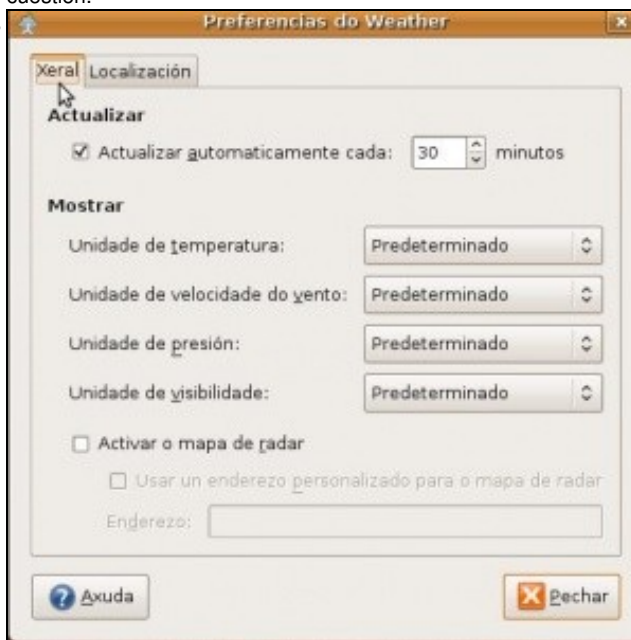 cuestión.
Preferencias do Weather
Xeral Localización
Actualizar
Actualizar automaticamente cada: 30 minutos
Mostrar
Unidade de temperatura: Predeterminado
Unidade de velocidade do vento: Predeterminado
Unidade de presión: Predeterminado
Unidade de visibilidade: Predeterminado
Activar o mapa de radar
Usar un enderezo personalizado para o mapa de radar
Enderezo:
Axuda Pechar